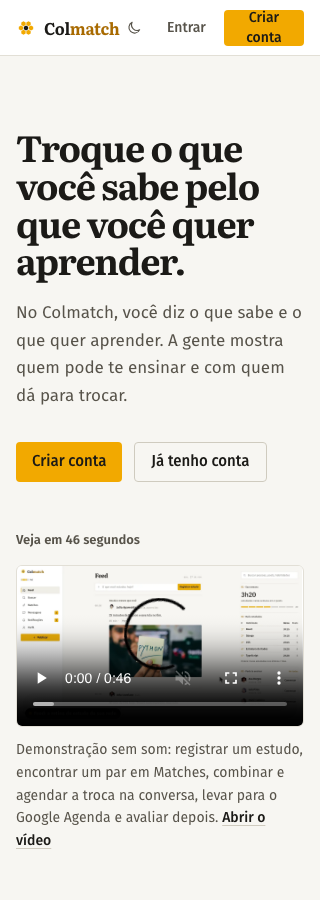 Colmatch
Entrar
Criar
conta
Troque o que
você sabe pelo
que você quer
aprender.
No Colmatch, você diz o que sabe e o
que quer aprender. A gente mostra
quem pode te ensinar e com quem
dá para trocar.
Criar conta
Já tenho conta
Veja em 46 segundos
Colmatch
Feed
3h20
PYTHON
0:00 / 0:46
Demonstração sem som: registrar um estudo,
encontrar um par em Matches, combinar e
agendar a troca na conversa, levar para o
Google Agenda e avaliar depois. Abrir o
vídeo